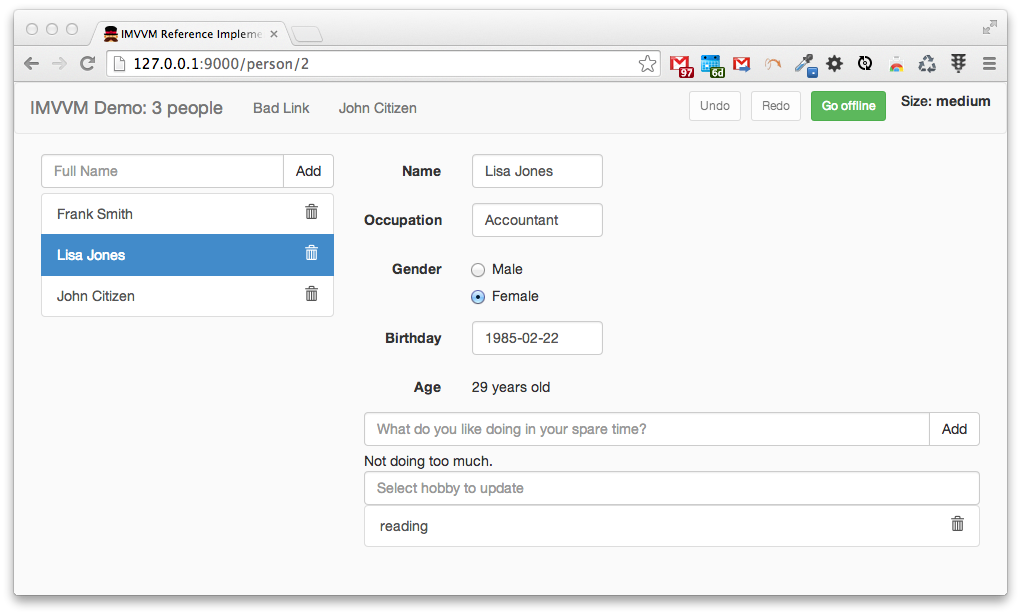 IMVVM Reference Impleme
127.0.0.1:9000/person/2
97
6d
IMVVM Demo: 3 people Bad Link John Citizen Undo Redo Go offline Size: medium
Full Name Add
Frank Smith
Lisa Jones
John Citizen
Name Lisa Jones
Occupation Accountant
Gender Male
Female
Birthday 1985-02-22
Age 29 years old
What do you like doing in your spare time? Add
Not doing too much.
Select hobby to update
reading